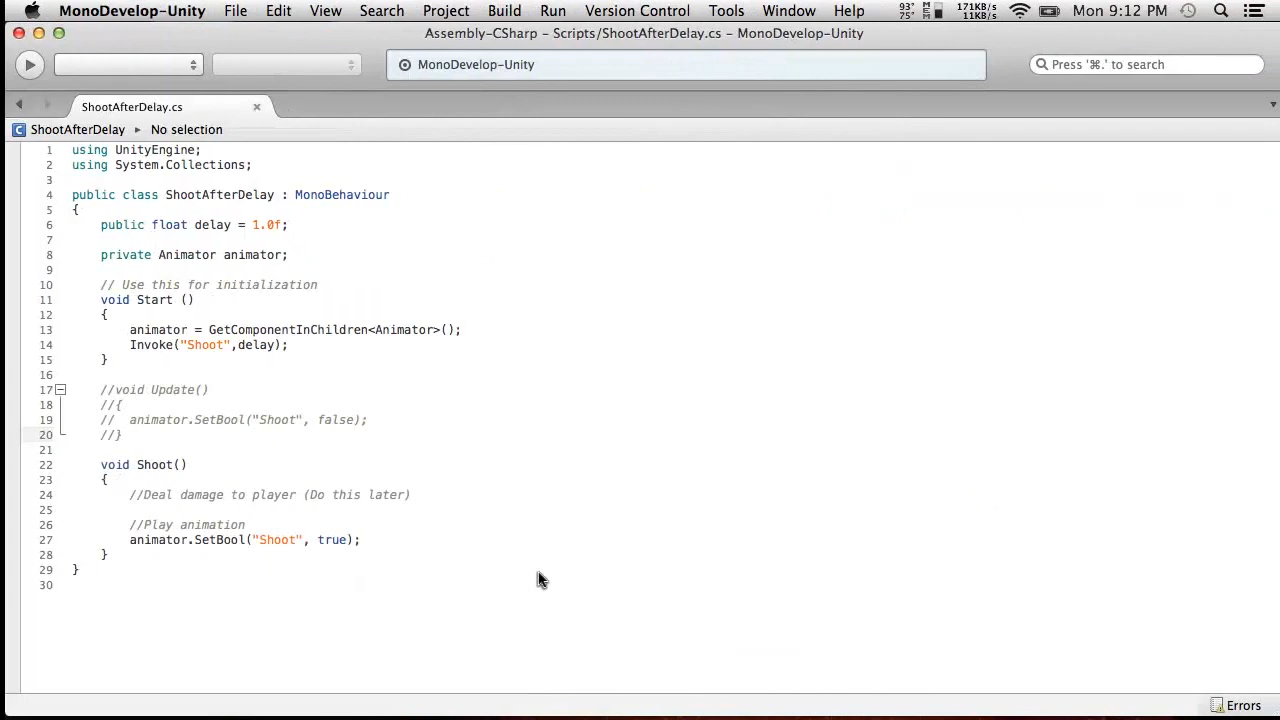 MonoDevelop-Unity File Edit View Search Project Build Run Version Control Tools Window Help 93° 75° MEM 171KB/s 11KB/s Mon 9:12 PM
Assembly-CSharp – Scripts/ShootAfterDelay.cs – MonoDevelop-Unity
MonoDevelop-Unity
Press '⌘.' to search
ShootAfterDelay.cs
ShootAfterDelay ▸ No selection
1 using UnityEngine;
2 using System.Collections;
3
4 public class ShootAfterDelay : MonoBehaviour
5 {
6 public float delay = 1.0f;
7
8 private Animator animator;
9
10 // Use this for initialization
11 void Start ()
12 {
13 animator = GetComponentInChildren<Animator>();
14 Invoke("Shoot",delay);
15 }
16
17 //void Update()
18 //{
19 // animator.SetBool("Shoot", false);
20 //}
21
22 void Shoot()
23 {
24 //Deal damage to player (Do this later)
25
26 //Play animation
27 animator.SetBool("Shoot", true);
28 }
29 }
30
Errors